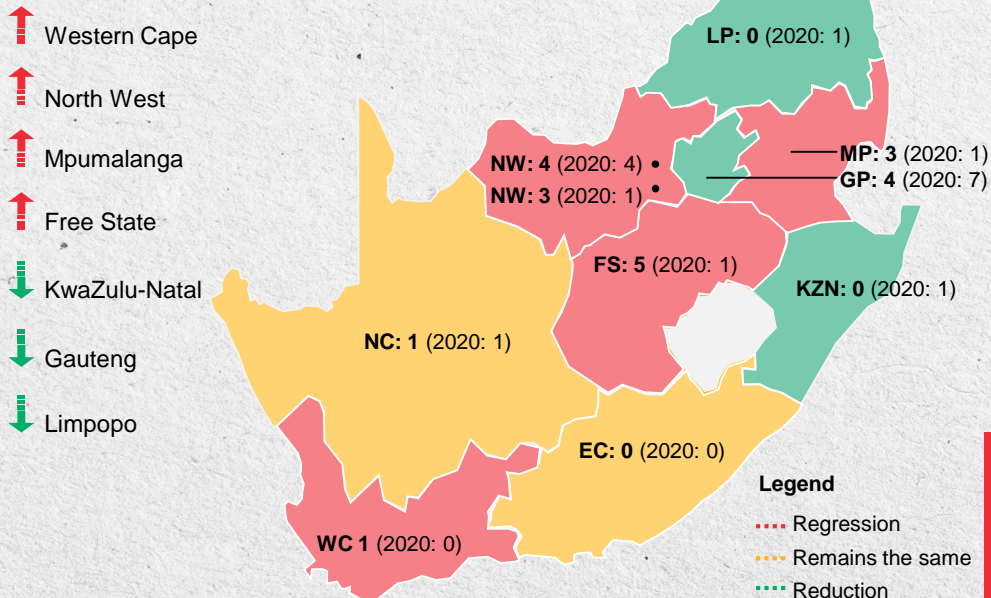 Western Cape
North West
Mpumalanga
Free State
KwaZulu-Natal
Gauteng
Limpopo
LP: 0 (2020: 1)
NW: 4 (2020: 4)
NW: 3 (2020: 1)
MP: 3 (2020: 1)
GP: 4 (2020: 7)
FS: 5 (2020: 1)
KZN: 0 (2020: 1)
NC: 1 (2020: 1)
EC: 0 (2020: 0)
WC 1 (2020: 0)
Legend
Regression
Remains the same
Reduction